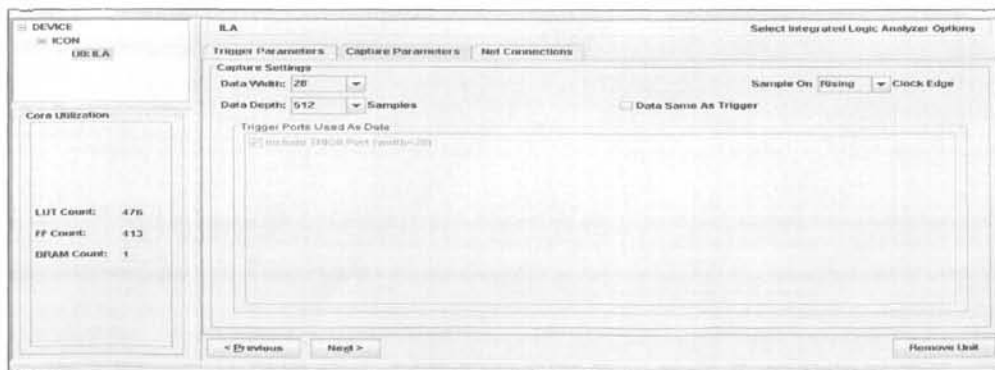 DEVICE
ICON
U0: ILA
ILA
Select Integrated Logic Analyzer Options
Trigger Parameters
Capture Parameters
Net Connections
Capture Settings
Data Width: 28
Sample On Rising Clock Edge
Data Depth: 512 Samples
Data Same As Trigger
Trigger Ports Used As Data
Include Port
Core Utilization
LUT Count: 476
FF Count: 413
BRAM Count: 1
< Previous
Next >
Remove Unit